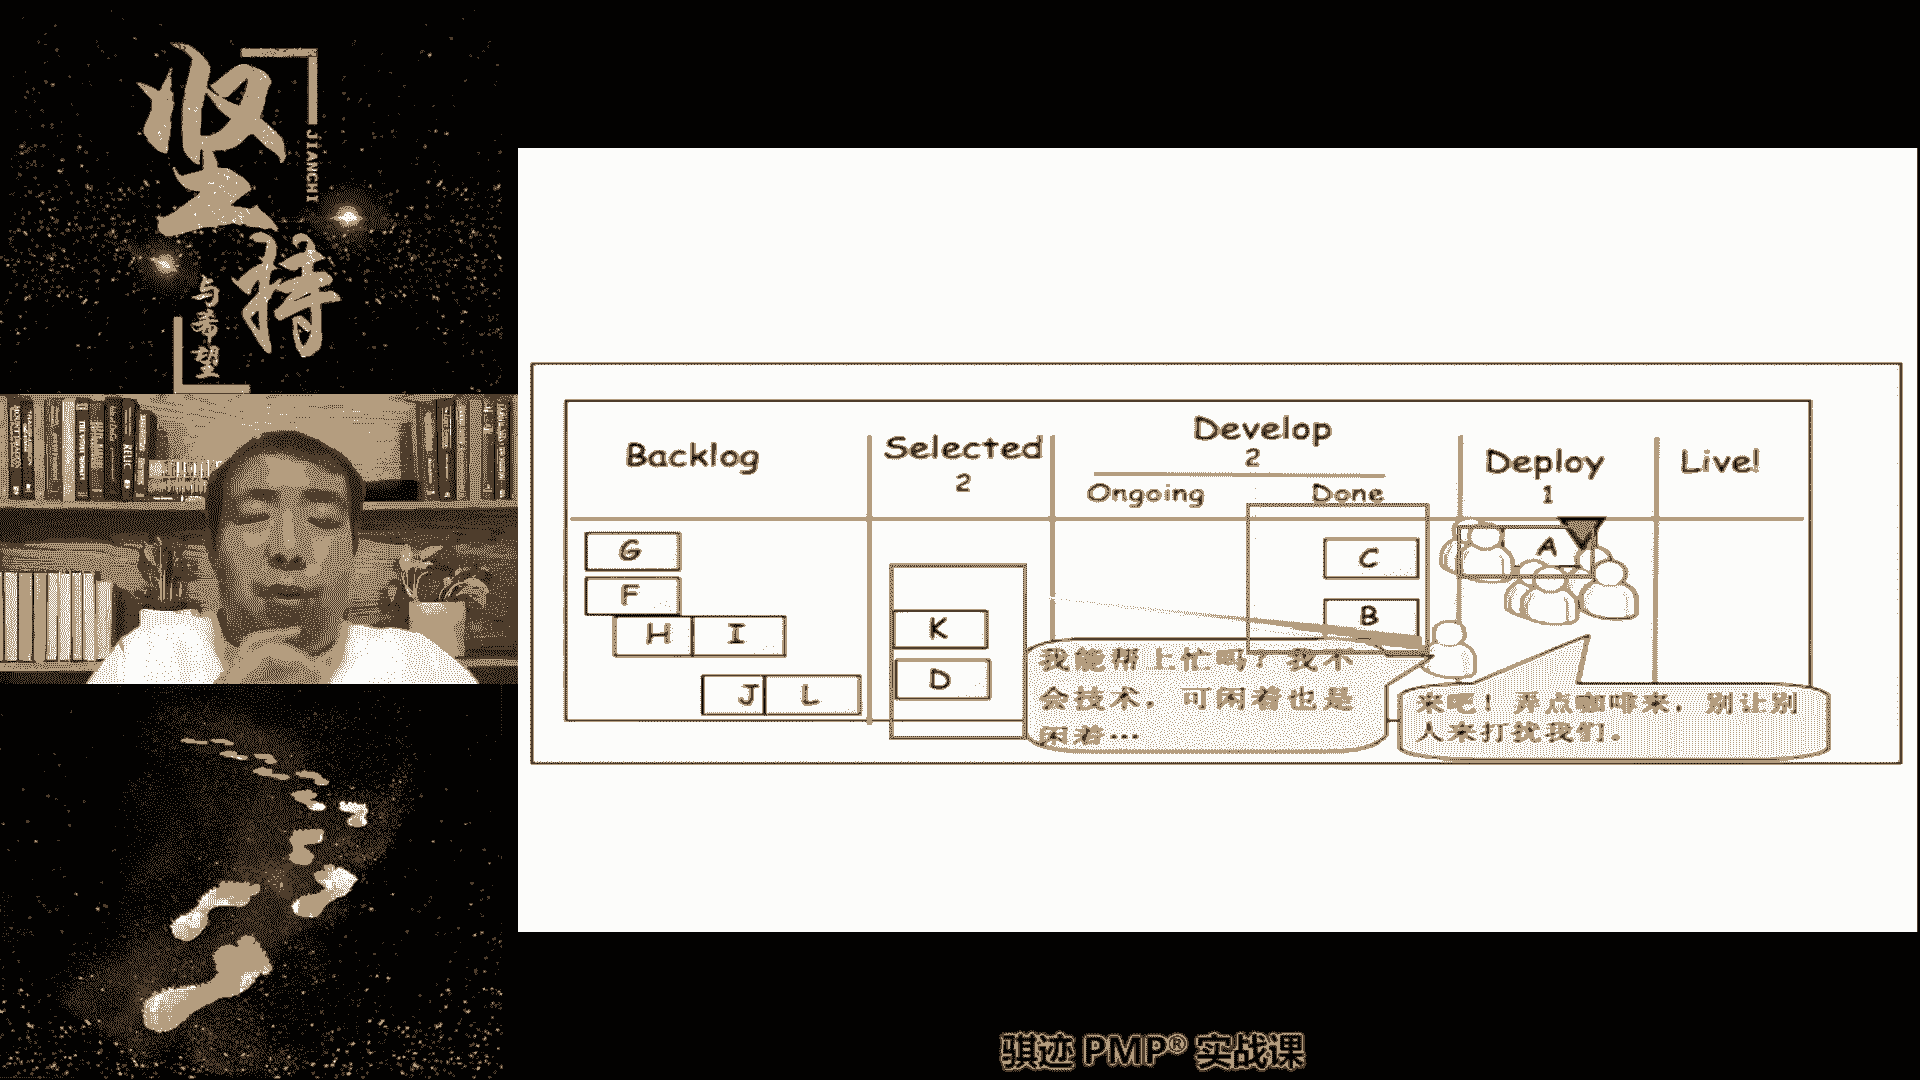 坚持
JIANCHI
与希望
Backlog
Selected
2
Develop
2
Ongoing
Done
Deploy
1
Live!
G
F
H
I
J
L
K
D
C
B
A
我能帮上忙吗？我不
会技术，可闲着也是
闲着…
来吧！弄点咖啡来，别让别
人来打扰我们。
骐迹 PMP® 实战课